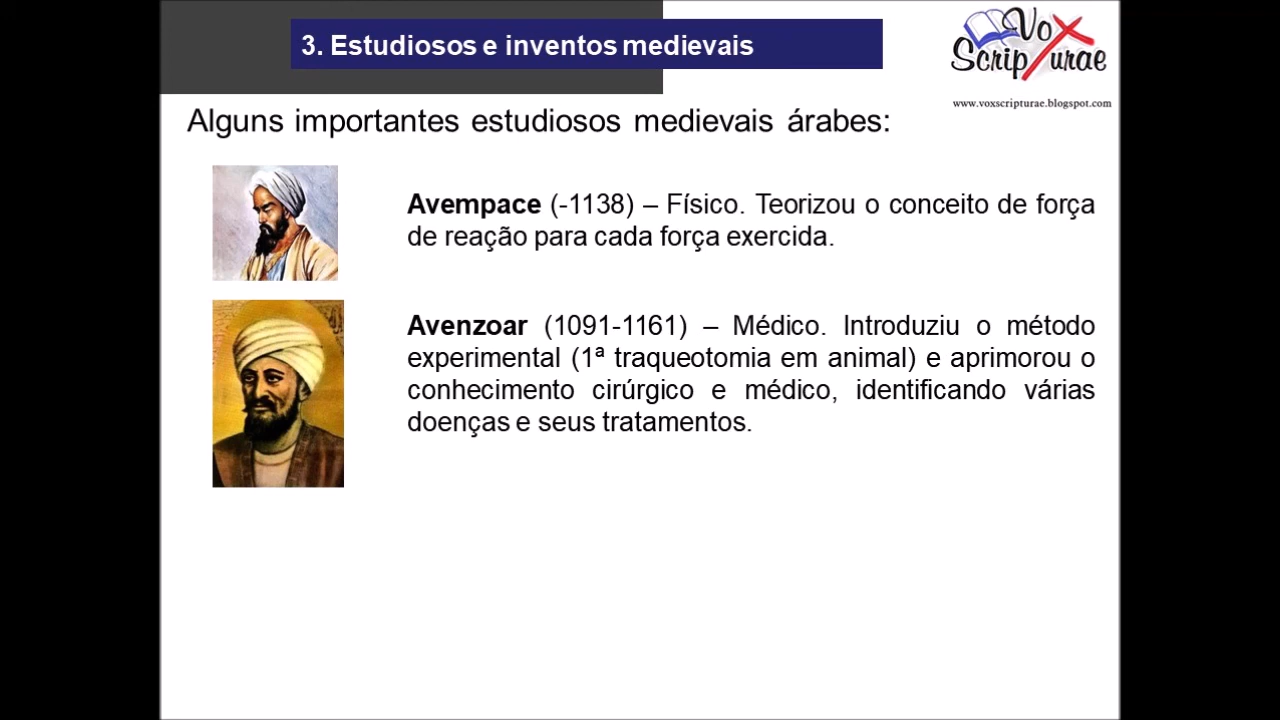 3. Estudiosos e inventos medievais
Vox
Scripturae
www.voxscripturae.blogspot.com
Alguns importantes estudiosos medievais árabes:
Avempace (-1138) – Físico. Teorizou o conceito de força
de reação para cada força exercida.
Avenzoar (1091-1161) – Médico. Introduziu o método
experimental (1ª traqueotomia em animal) e aprimorou o
conhecimento cirúrgico e médico, identificando várias
doenças e seus tratamentos.